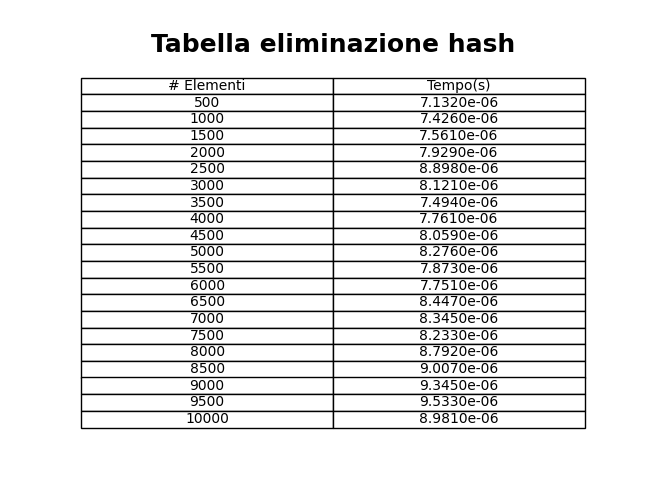 Tabella eliminazione hash
# Elementi Tempo(s)
500 7.1320e-06
1000 7.4260e-06
1500 7.5610e-06
2000 7.9290e-06
2500 8.8980e-06
3000 8.1210e-06
3500 7.4940e-06
4000 7.7610e-06
4500 8.0590e-06
5000 8.2760e-06
5500 7.8730e-06
6000 7.7510e-06
6500 8.4470e-06
7000 8.3450e-06
7500 8.2330e-06
8000 8.7920e-06
8500 9.0070e-06
9000 9.3450e-06
9500 9.5330e-06
10000 8.9810e-06